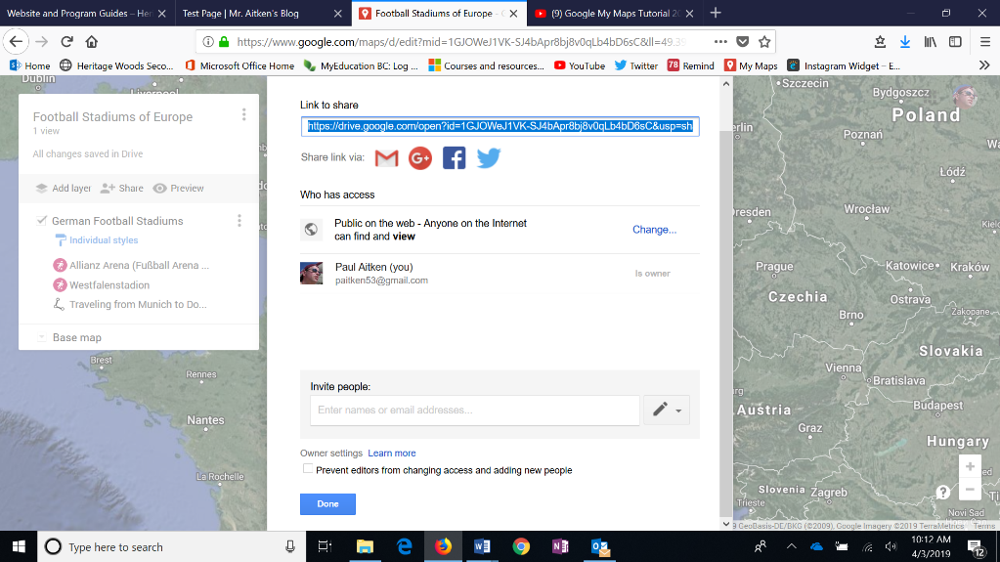 Website and Program Guides – Her
Test Page | Mr. Aitken's Blog
Football Stadiums of Europe -
(9) Google My Maps Tutorial 20
https://www.google.com/maps/d/edit?mid=1GJOWeJ1VK-SJ4bApr8bj8v0qLb4bD6sC&ll=49.3
Home
Heritage Woods Seco...
Microsoft Office Home
MyEducation BC: Log ...
Courses and resources...
YouTube
Twitter
78 Remind
My Maps
Instagram Widget – E...
Dublin
Liverpool
Football Stadiums of Europe
1 view
All changes saved in Drive
Add layer
Share
Preview
German Football Stadiums
Individual styles
Allianz Arena (Fußball Arena ...
Westfalenstadion
Traveling from Munich to Do...
Base map
Brest
Rennes
Nantes
La Rochelle
Link to share
https://drive.google.com/open?id=1GJOWeJ1VK-SJ4bApr8bj8v0qLb4bD6sC&usp=sh
Share link via:
G+
Who has access
Public on the web - Anyone on the Internet
can find and view
Change...
Paul Aitken (you)
paitken53@gmail.com
Is owner
Invite people:
Enter names or email addresses...
Owner settings Learn more
Prevent editors from changing access and adding new people
Done
Szczecin
Bydgoszcz
Poland
erlin
Poznań
Wa
Łódź
Dresden
Wrocław
Kielc
Prague
Katowice
Kraków
Czechia
Ostrava
Brno
Zakopane
Slovakia
Vienna
Bratislava
Austria
Budapest
Graz
Hungary
Slovenia
Zagreb
Trieste
Novi Sad
Ti
9 GeoBasis-DE/BKG (©2009), Google Imagery ©2019 TerraMetrics Terms
Type here to search
10:12 AM
4/3/2019
12